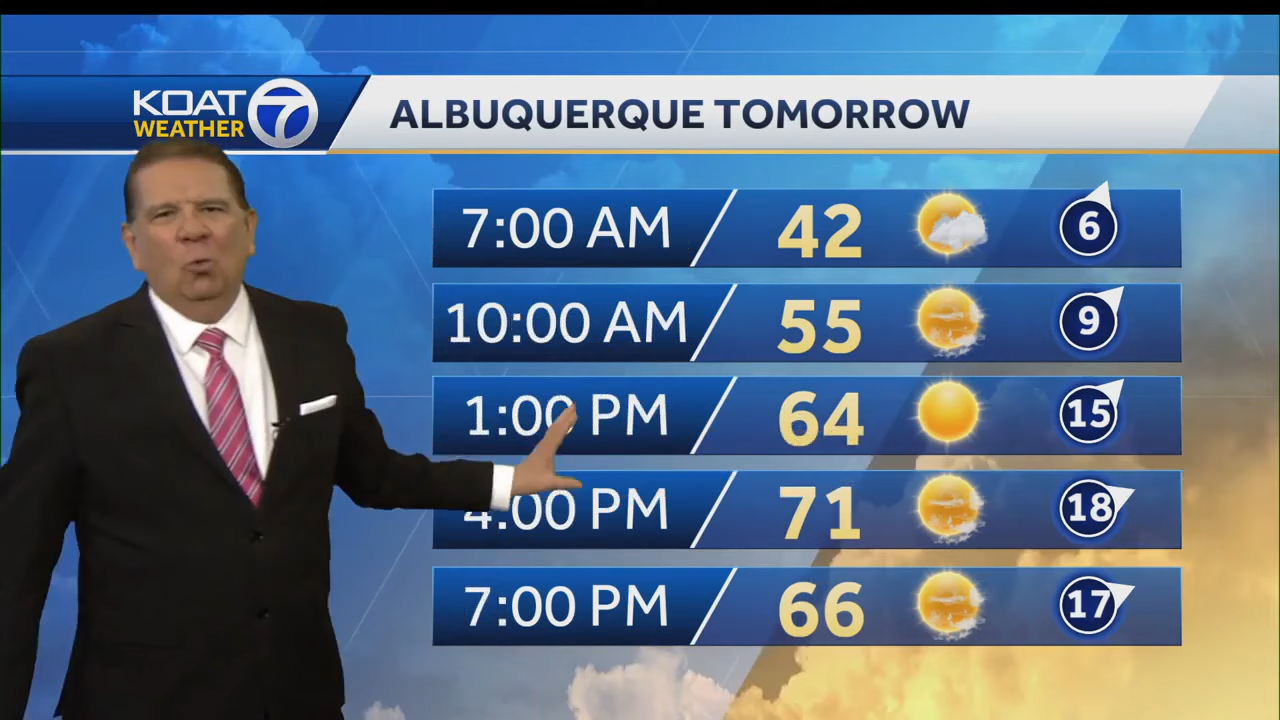 KOAT 7
WEATHER
ALBUQUERQUE TOMORROW
7:00 AM 42 6
10:00 AM 55 9
1:00 PM 64 15
4:00 PM 71 18
7:00 PM 66 17